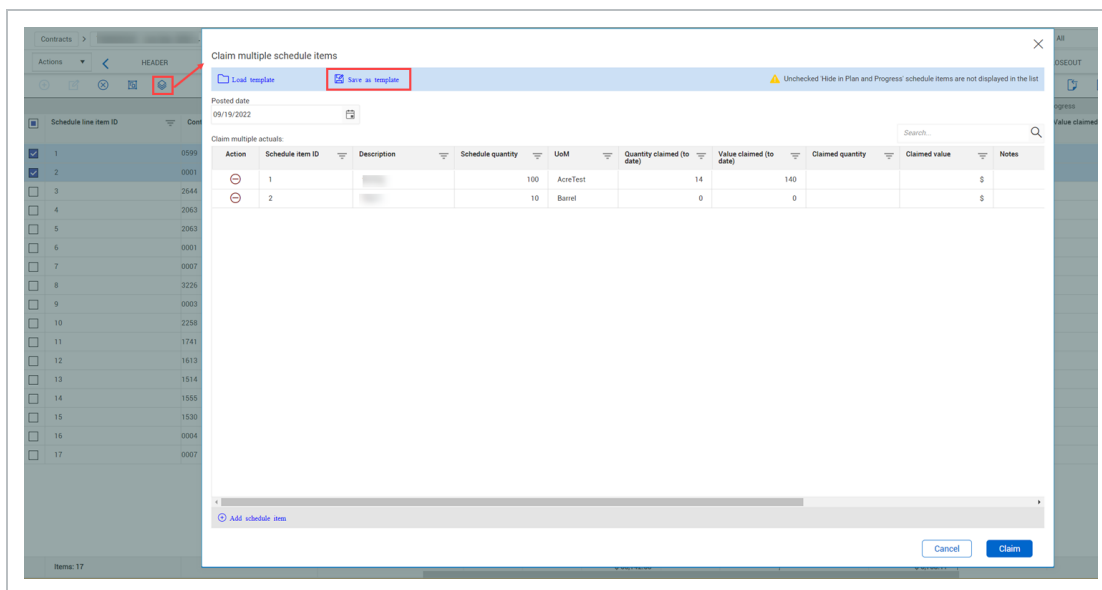 Contracts >
All
Claim multiple schedule items
Actions
HEADER
Load template
Save as template
Unchecked 'Hide in Plan and Progress' schedule items are not displayed in the list
Posted date
09/19/2022
Claim multiple actuals:
Search..
Schedule line item ID
Value claimed
Action Schedule item ID Description Schedule quantity UoM Quantity claimed (to date) Value claimed (to date) Claimed quantity Claimed value Notes
1 100 AcreTest 14 140 $
2 10 Barrel 0 0 $
1 0599
2 0001
3 2644
4 2063
5 2063
6 0001
7 0007
8 3226
9 0003
10 2258
11 1741
12 1613
13 1514
14 1555
15 1530
16 0004
17 0007
Add schedule item
Cancel Claim
Items: 17